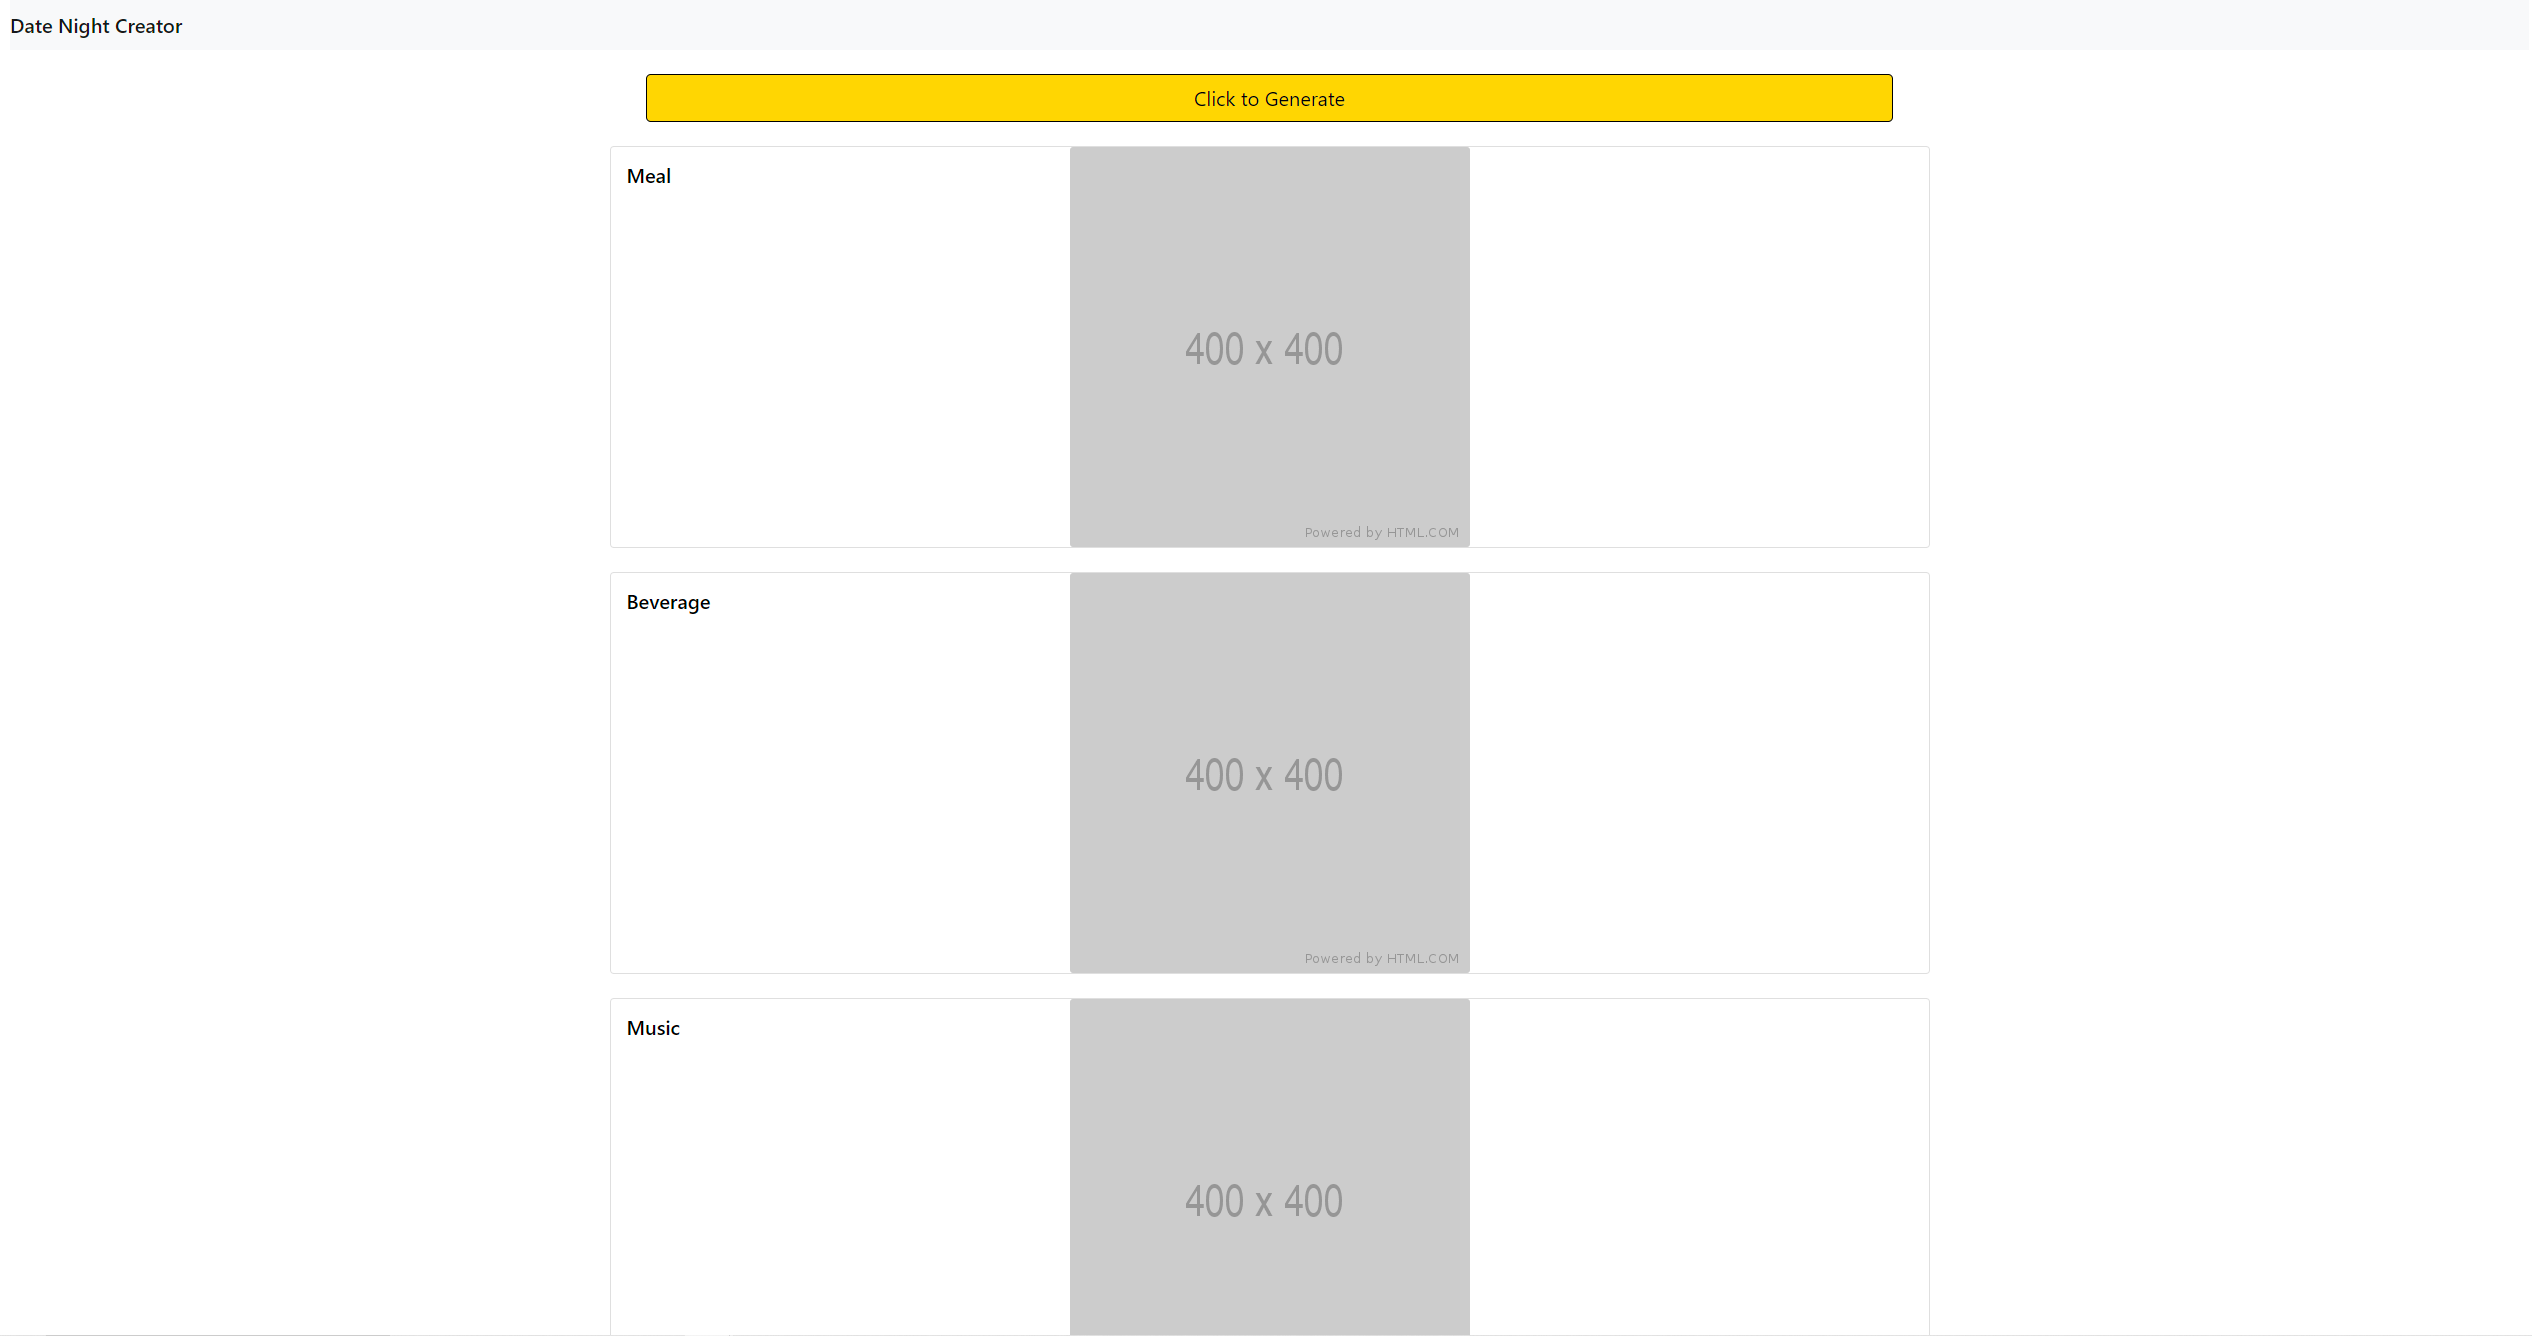 Date Night Creator
Click to Generate
Meal
400 x 400
Powered by HTML.COM
Beverage
400 x 400
Powered by HTML.COM
Music
400 x 400